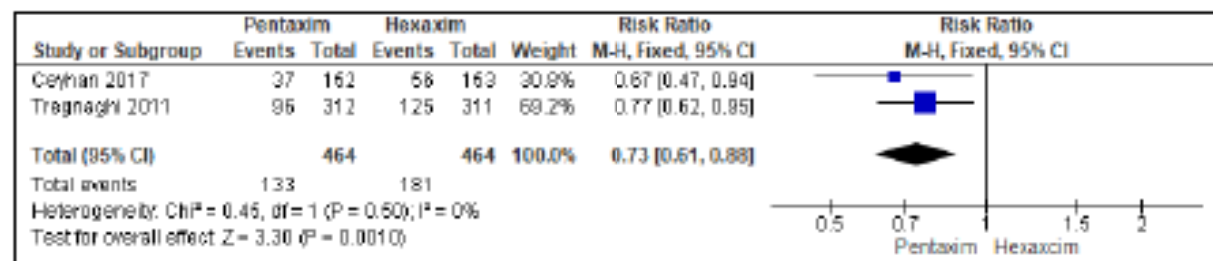 Pentaxim Hexaxim Risk Ratio Risk Ratio
Study or Subgroup Events Total Events Total Weight M-H, Fixed, 95% CI M-H, Fixed, 95% CI
Ceyhan 2017 37 152 56 153 30.8% 0.67 [0.47, 0.94]
Tregnaghi 2011 96 312 125 311 69.2% 0.77 [0.62, 0.95]
Total (95% CI) 464 464 100.0% 0.73 [0.61, 0.88]
Total events 133 181
Heterogeneity: Chi² = 0.45, df = 1 (P = 0.50); I² = 0%
Test for overall effect: Z = 3.30 (P = 0.0010)
0.5 0.7 1 1.5 2
Pentaxim Hexaxcim